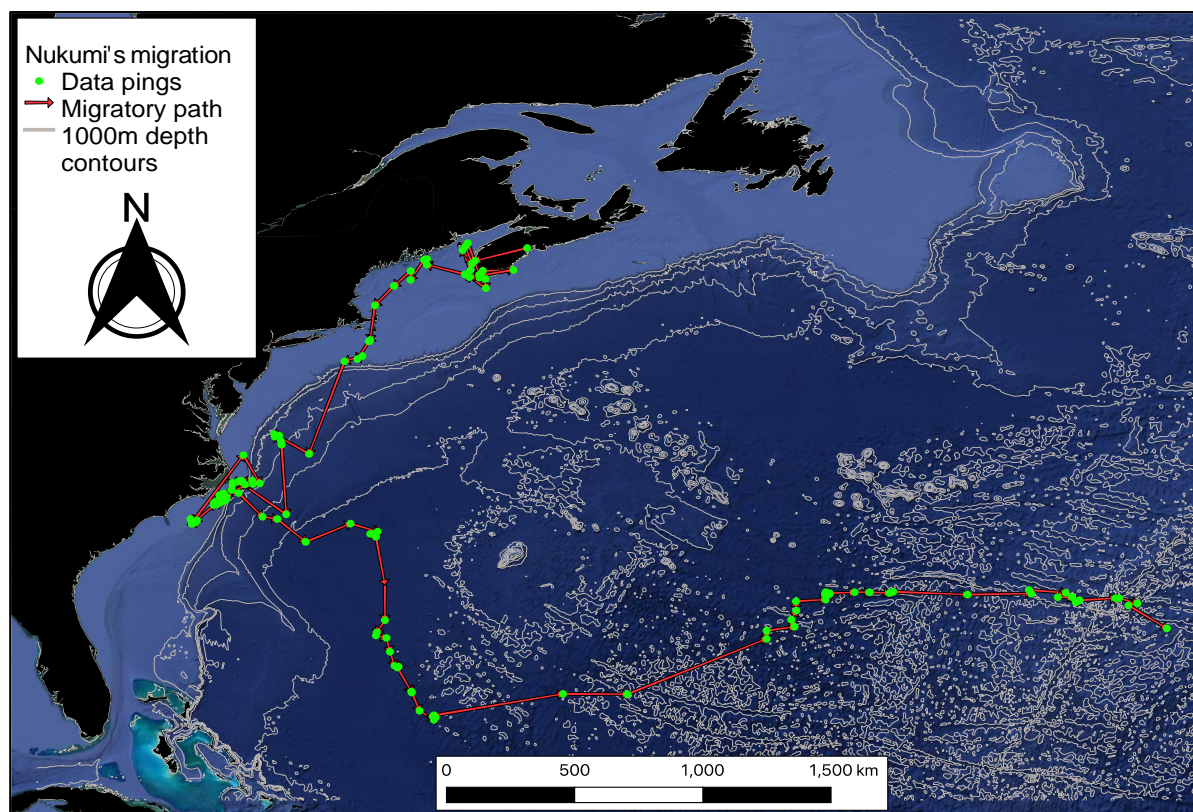 Nukumi's migration
Data pings
Migratory path
1000m depth
contours
N
0 500 1,000 1,500 km